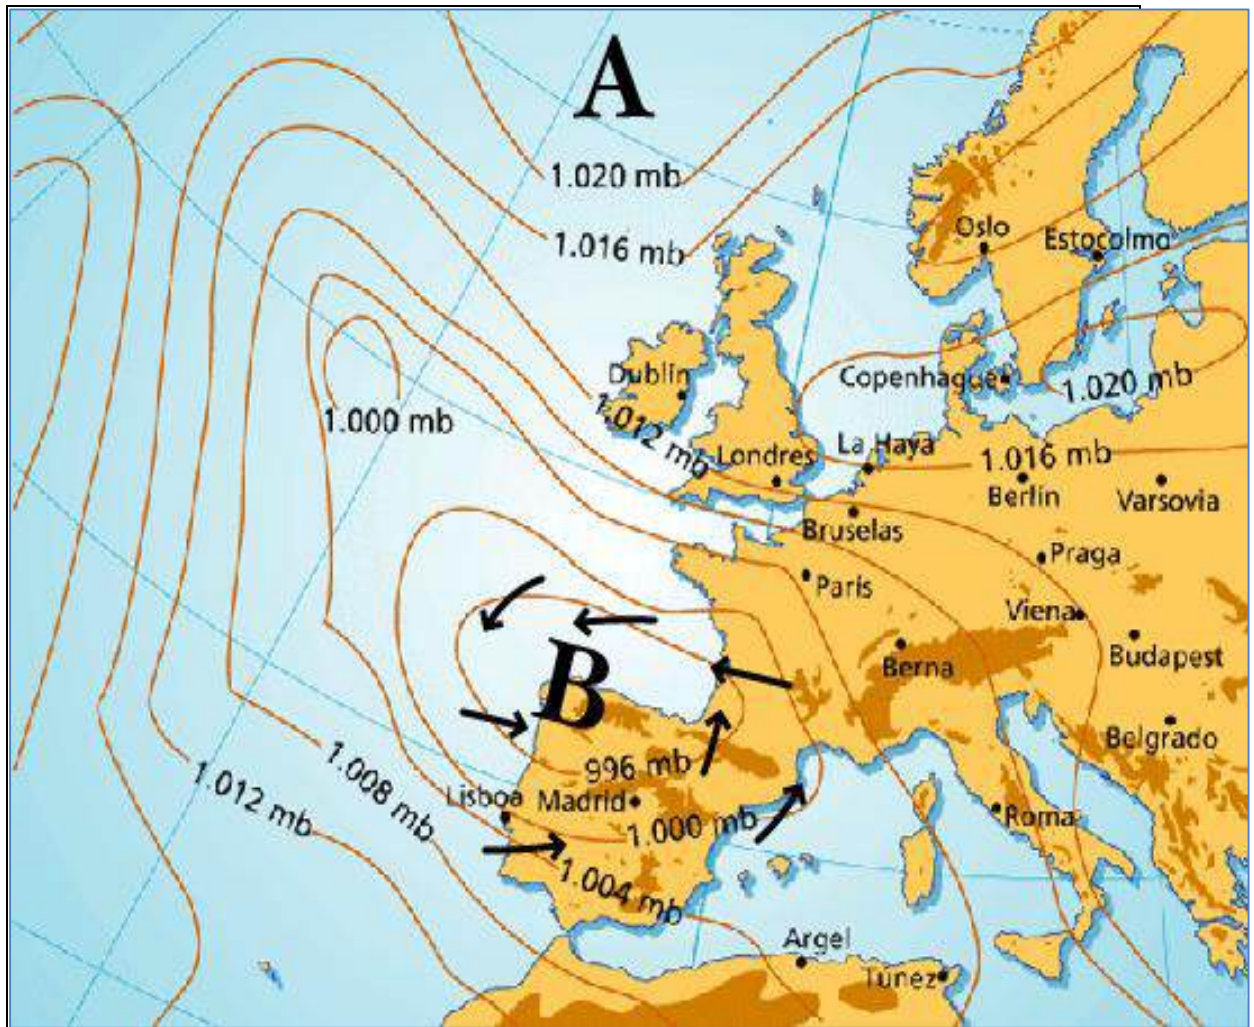 A
1.020 mb
1.016 mb
Oslo
Estocolmo
Dublín
Copenhague
1.020 mb
1.012 mb
1.000 mb
Londres
La Haya
1.016 mb
Berlín
Varsovia
Bruselas
Praga
París
Viena
Berna
Budapest
B
Belgrado
996 mb
1.008 mb
1.012 mb
Lisboa
Madrid
1.000 mb
Roma
1.004 mb
Argel
Túnez